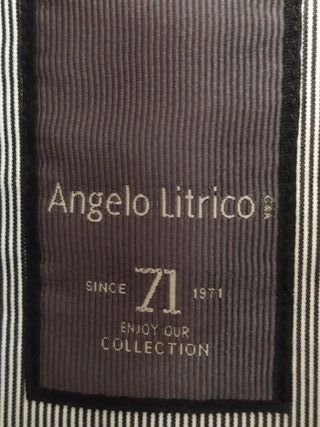 Angelo Litrico C&A
SINCE 71 1971
ENJOY OUR
COLLECTION